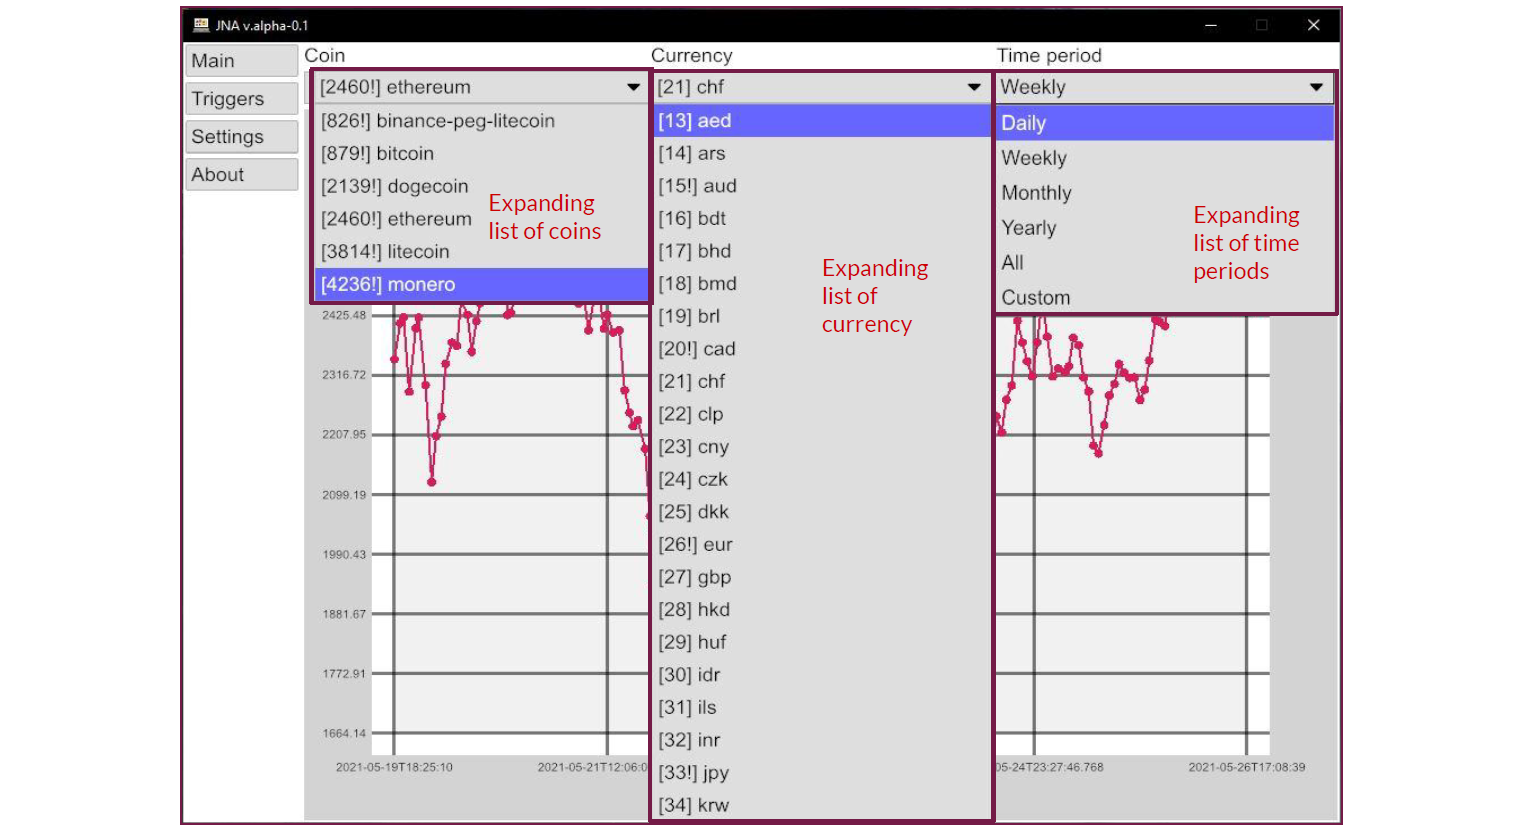 JNA v.alpha-0.1
Main
Triggers
Settings
About
Coin
[2460!] ethereum
[826!] binance-peg-litecoin
[879!] bitcoin
[2139!] dogecoin
[2460!] ethereum
[3814!] litecoin
[4236!] monero
Expanding
list of coins
Currency
[21] chf
[13] aed
[14] ars
[15!] aud
[16] bdt
[17] bhd
[18] bmd
[19] brl
[20!] cad
[21] chf
[22] clp
[23] cny
[24] czk
[25] dkk
[26!] eur
[27] gbp
[28] hkd
[29] huf
[30] idr
[31] ils
[32] inr
[33!] jpy
[34] krw
Expanding
list of
currency
Time period
Weekly
Daily
Weekly
Monthly
Yearly
All
Custom
Expanding
list of time
periods
2425.48
2316.72
2207.95
2099.19
1990.43
1881.67
1772.91
1664.14
2021-05-19T18:25:10
2021-05-21T12:06:0
05-24T23:27:46.768
2021-05-26T17:08:39